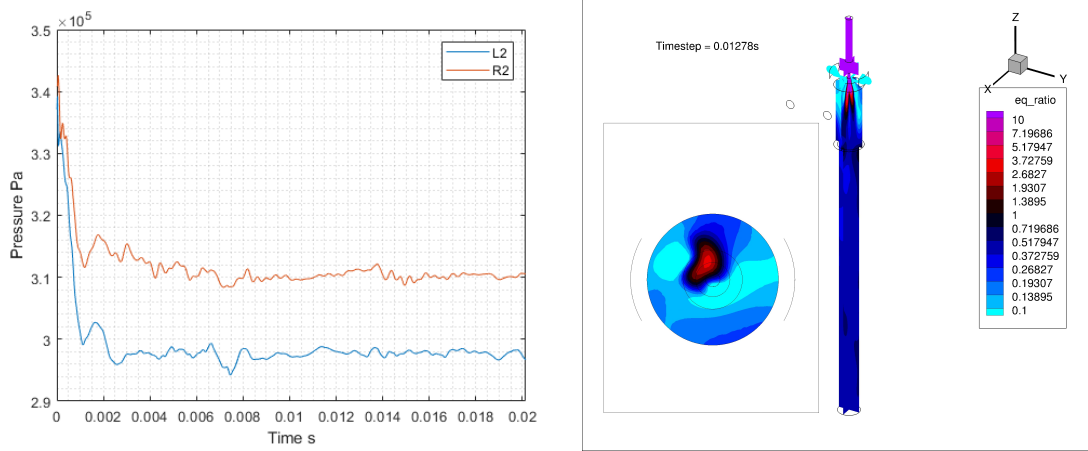 ×10^5
3.5
3.4
3.3
3.2
3.1
3
2.9
Pressure Pa
0 0.002 0.004 0.006 0.008 0.01 0.012 0.014 0.016 0.018 0.02
Time s
L2
R2
Timestep = 0.01278s
Z
Y
X
eq_ratio
10
7.19686
5.17947
3.72759
2.6827
1.9307
1.3895
1
0.719686
0.517947
0.372759
0.26827
0.19307
0.13895
0.1